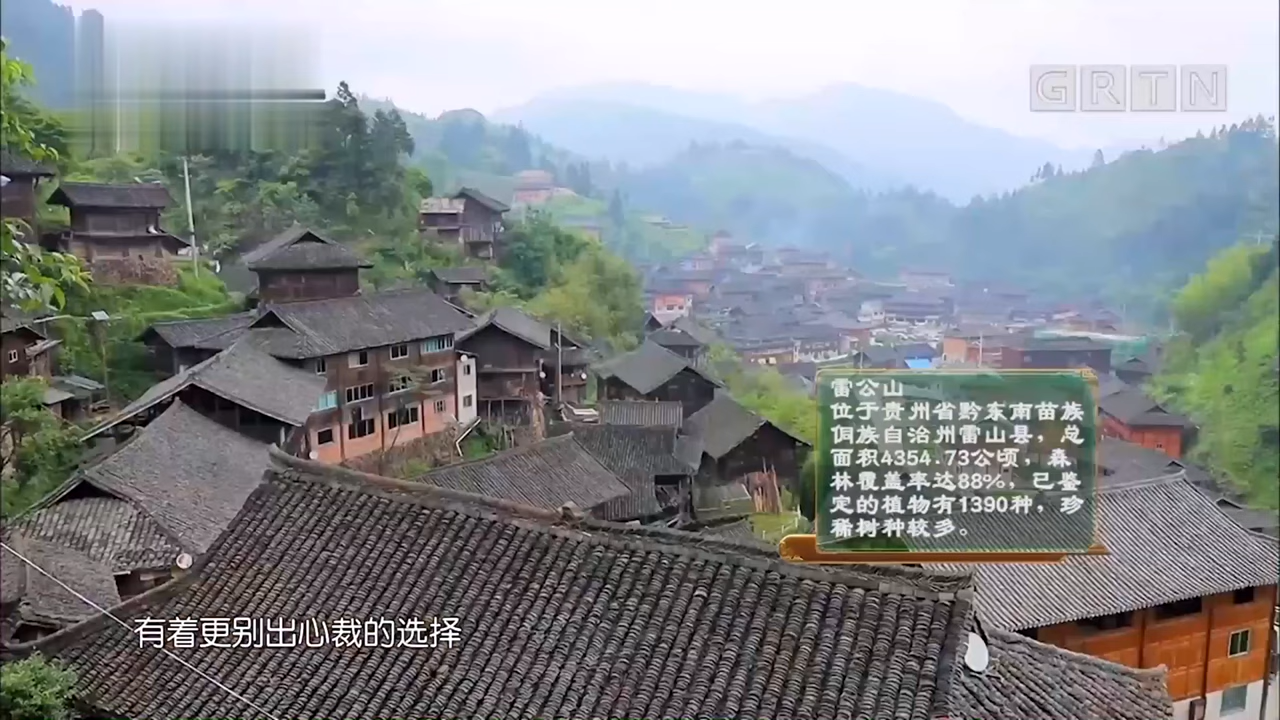 GRTN
雷公山
位于贵州省黔东南苗族
侗族自治州雷山县，总
面积4354.73公顷，森
林覆盖率达88%，已鉴
定的植物有1390种，珍
稀树种较多。
有着更别出心裁的选择